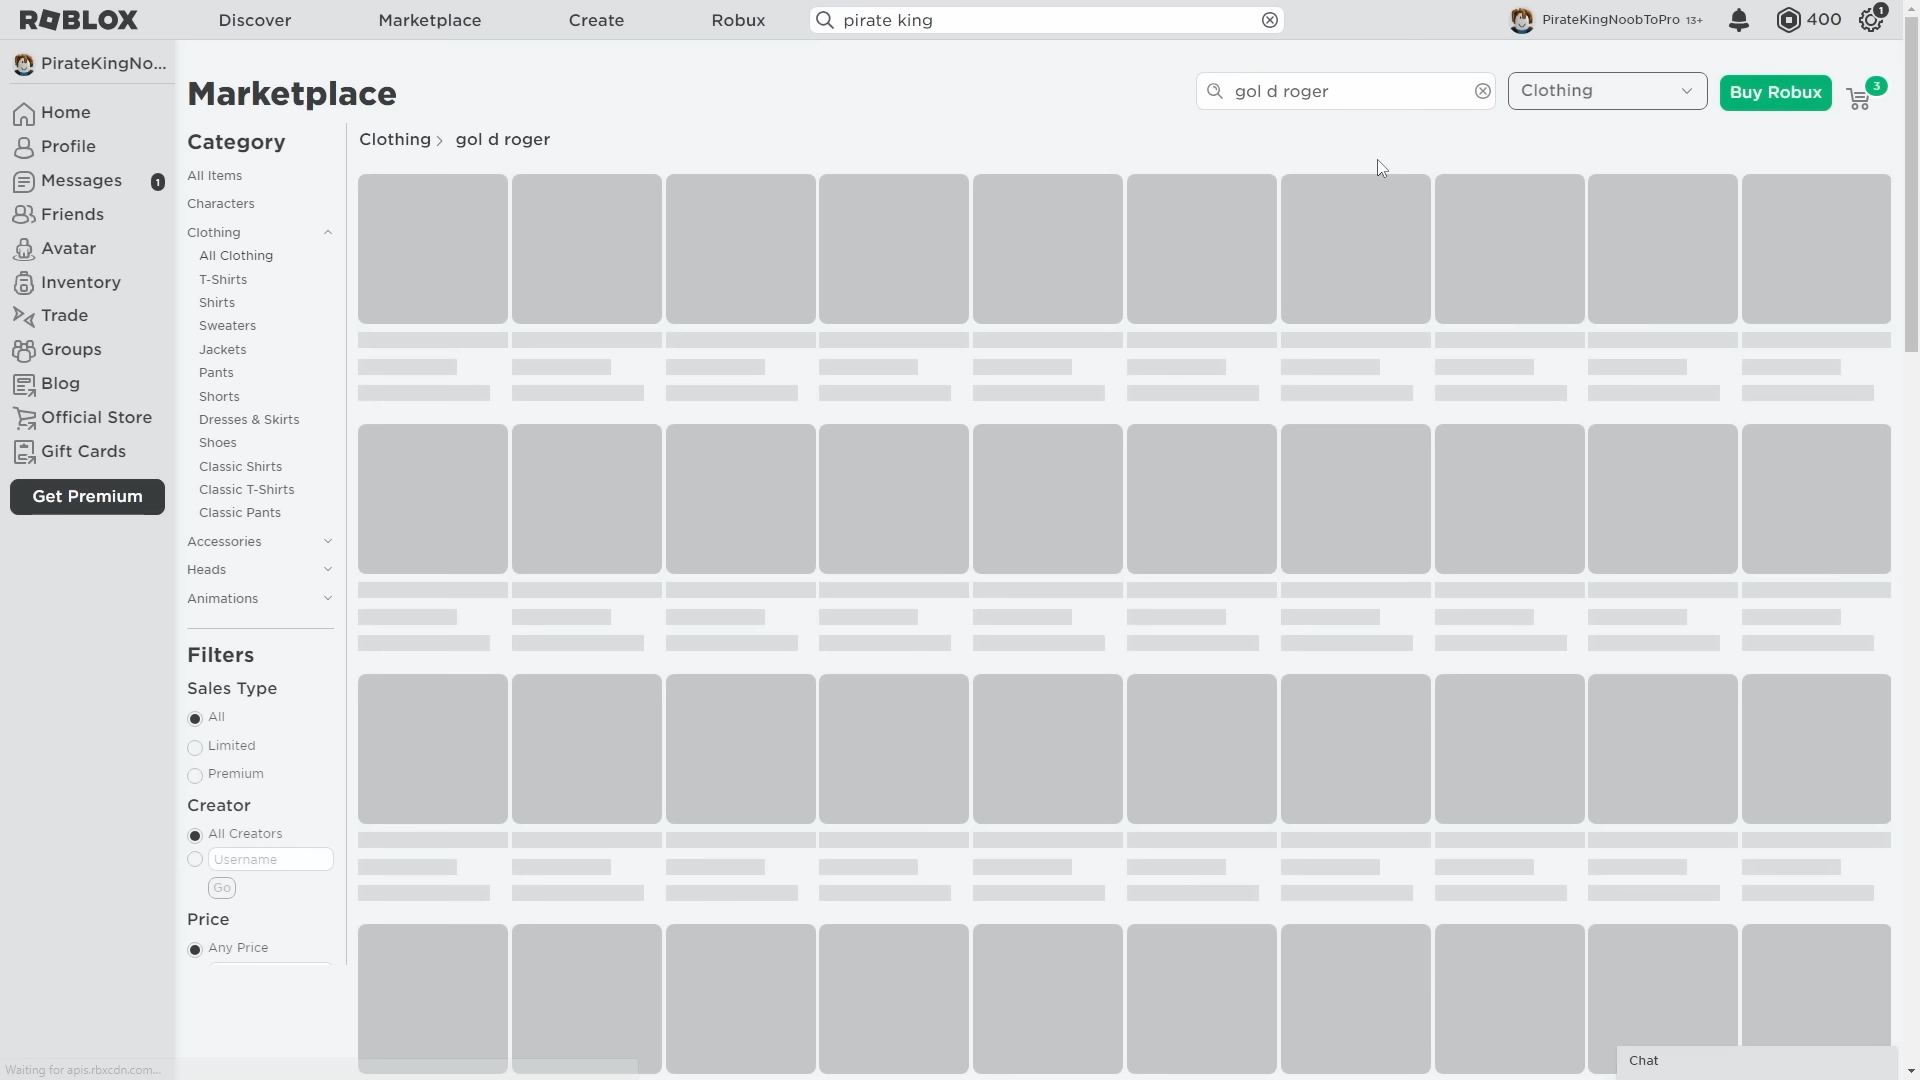 ROBLOX
Discover
Marketplace
Create
Robux
pirate king
PirateKingNoobToPro 13+
400
1
PirateKingNo...
Home
Profile
Messages
1
Friends
Avatar
Inventory
Trade
Groups
Blog
Official Store
Gift Cards
Get Premium
Marketplace
gol d roger
Clothing
Buy Robux
3
Category
All Items
Characters
Clothing
All Clothing
T-Shirts
Shirts
Sweaters
Jackets
Pants
Shorts
Dresses & Skirts
Shoes
Classic Shirts
Classic T-Shirts
Classic Pants
Accessories
Heads
Animations
Filters
Sales Type
All
Limited
Premium
Creator
All Creators
Username
Go
Price
Any Price
Clothing > gol d roger
Chat
Waiting for apis.rbxcdn.com...